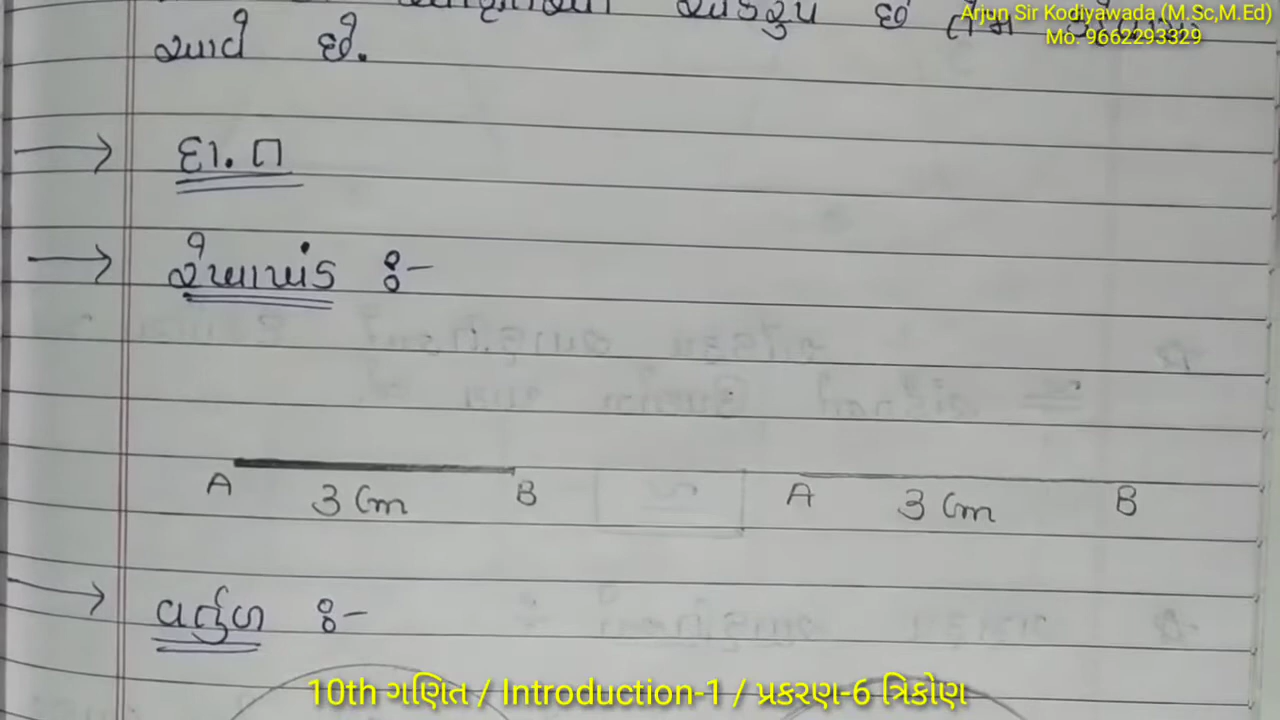 Arjun Sir Kodiyawada (M.Sc,M.Ed)
Mo. 9662293329
છે
આવે છે.
→ દા.ત
→ રેખાખંડ :-
A 3 Cm B A 3 Cm B
→ વર્તુળ :-
10th ગણિત / Introduction-1 / પ્રકરણ-6 ત્રિકોણ